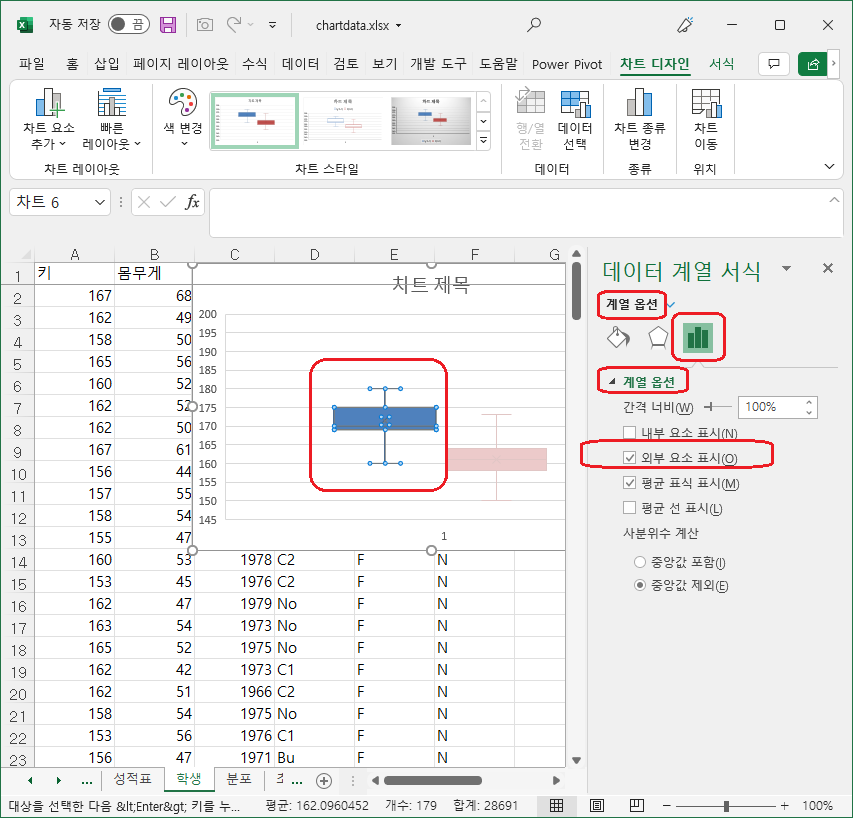 자동 저장 끔 chartdata.xlsx
파일 홈 삽입 페이지 레이아웃 수식 데이터 검토 보기 개발 도구 도움말 Power Pivot 차트 디자인 서식
차트 요소 추가
빠른 레이아웃
색 변경
행/열 전환
데이터 선택
차트 종류 변경
차트 이동
차트 레이아웃 차트 스타일 데이터 종류 위치
차트 6 fx
A B C D E F G
1 키 몸무게
2 167 68
3 162 49
4 158 50
5 165 56
6 160 52
7 162 52
8 162 50
9 167 61
10 156 44
11 157 55
12 158 54
13 155 47
14 160 53 1978 C2 F N
15 153 45 1976 C2 F N
16 162 47 1979 No F N
17 163 54 1973 No F N
18 165 52 1975 No F N
19 162 42 1973 C1 F N
20 162 51 1966 C2 F N
21 158 54 1975 No F N
22 153 56 1976 C1 F N
23 156 47 1971 Bu F N
차트 제목
200
195
190
185
180
175
170
165
160
155
150
145
1
데이터 계열 서식
계열 옵션
계열 옵션
간격 너비(W) 100%
내부 요소 표시(N)
외부 요소 표시(O)
평균 표식 표시(M)
평균 선 표시(L)
사분위수 계산
중앙값 포함(I)
중앙값 제외(E)
... 성적표 학생 분포 ...
대상을 선택한 다음 &lt;Enter&gt; 키를 누... 평균: 162.0960452 개수: 179 합계: 28691 100%